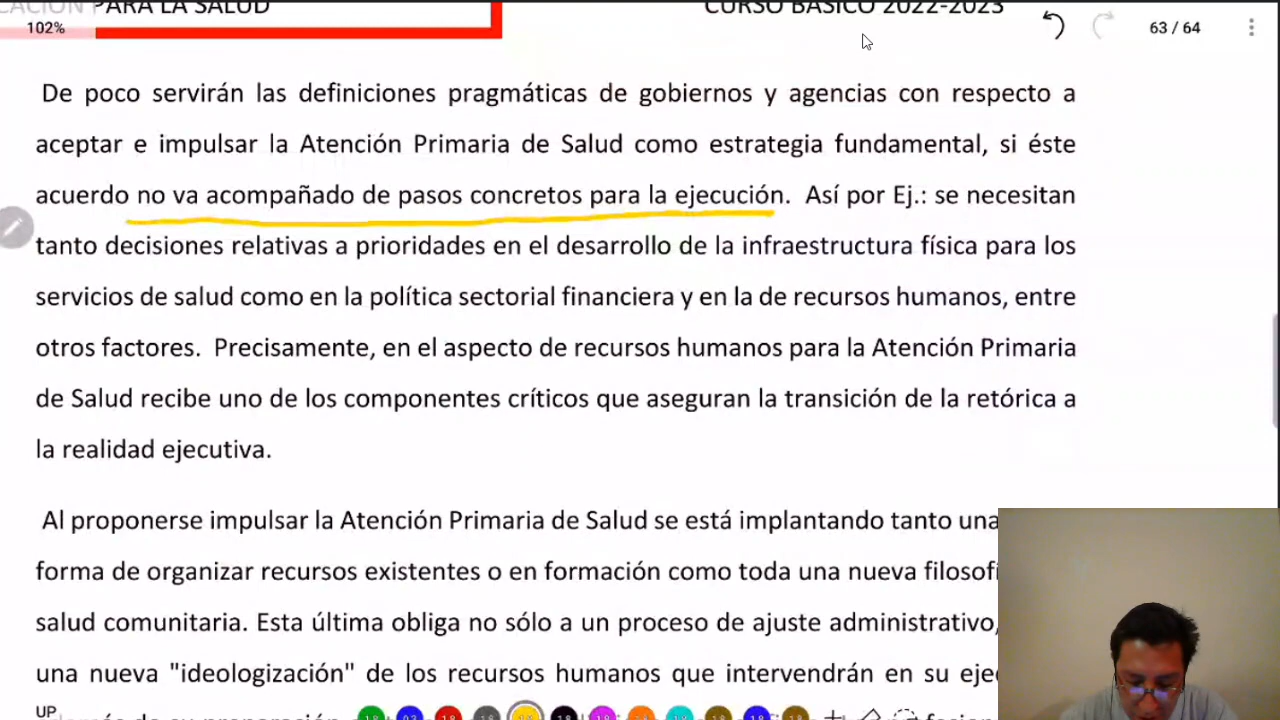 CACIÓN PARA LA SALUD
CURSO BÁSICO 2022-2023
102%
63 / 64
De poco servirán las definiciones pragmáticas de gobiernos y agencias con respecto a
aceptar e impulsar la Atención Primaria de Salud como estrategia fundamental, si éste
acuerdo no va acompañado de pasos concretos para la ejecución. Así por Ej.: se necesitan
tanto decisiones relativas a prioridades en el desarrollo de la infraestructura física para los
servicios de salud como en la política sectorial financiera y en la de recursos humanos, entre
otros factores. Precisamente, en el aspecto de recursos humanos para la Atención Primaria
de Salud recibe uno de los componentes críticos que aseguran la transición de la retórica a
la realidad ejecutiva.
Al proponerse impulsar la Atención Primaria de Salud se está implantando tanto una
forma de organizar recursos existentes o en formación como toda una nueva filosofí
salud comunitaria. Esta última obliga no sólo a un proceso de ajuste administrativo,
una nueva "ideologización" de los recursos humanos que intervendrán en su eje
UP